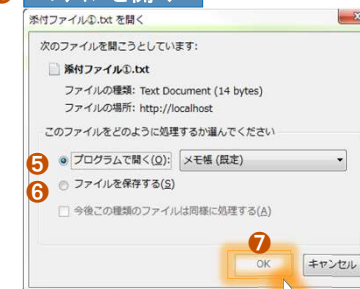 添付ファイル①.txt を開く
次のファイルを開こうとしています:
添付ファイル①.txt
ファイルの種類: Text Document (14 bytes)
ファイルの場所: http://localhost
このファイルをどのように処理するか選んでください
❺ プログラムで開く(O): メモ帳 (既定)
❻ ファイルを保存する(S)
今後この種類のファイルは同様に処理する(A)
❼
OK キャンセル